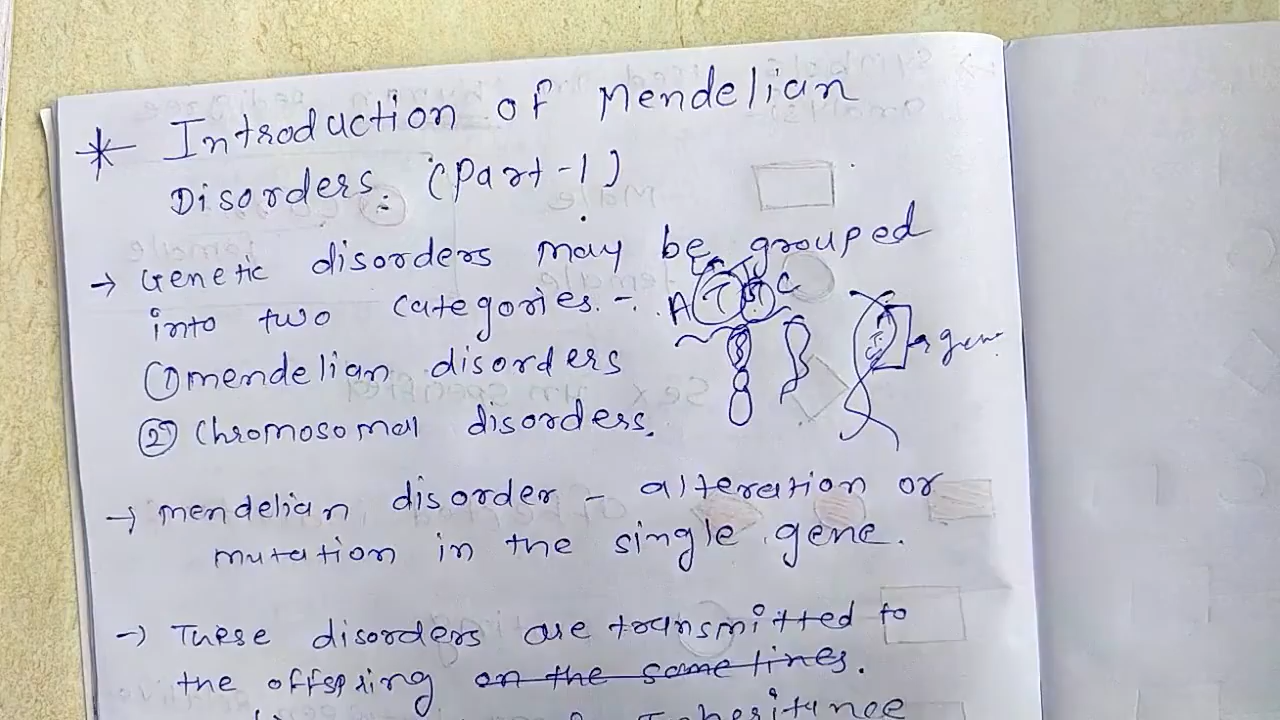 * Introduction of Mendelian
Disorders. (Part-1)
→ Genetic disorders may be grouped
into two categories. -
① mendelian disorders
② Chromosomal disorders.
A T C
gene
→ mendelian disorder - alteration or
mutation in the single gene.
→ These disorders are transmitted to
the offspring on the same lines.
Inheritance